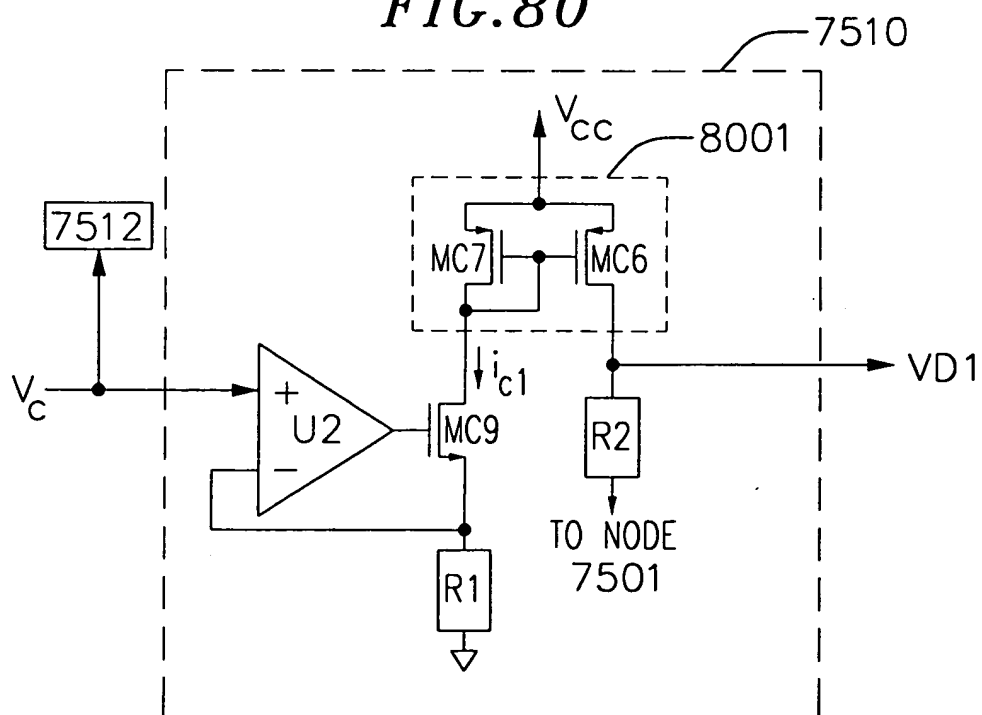 FIG.80
7510
Vcc
8001
7512
MC7
MC6
ic1
VD1
Vc
+
U2
MC9
R2
−
TO NODE
7501
R1